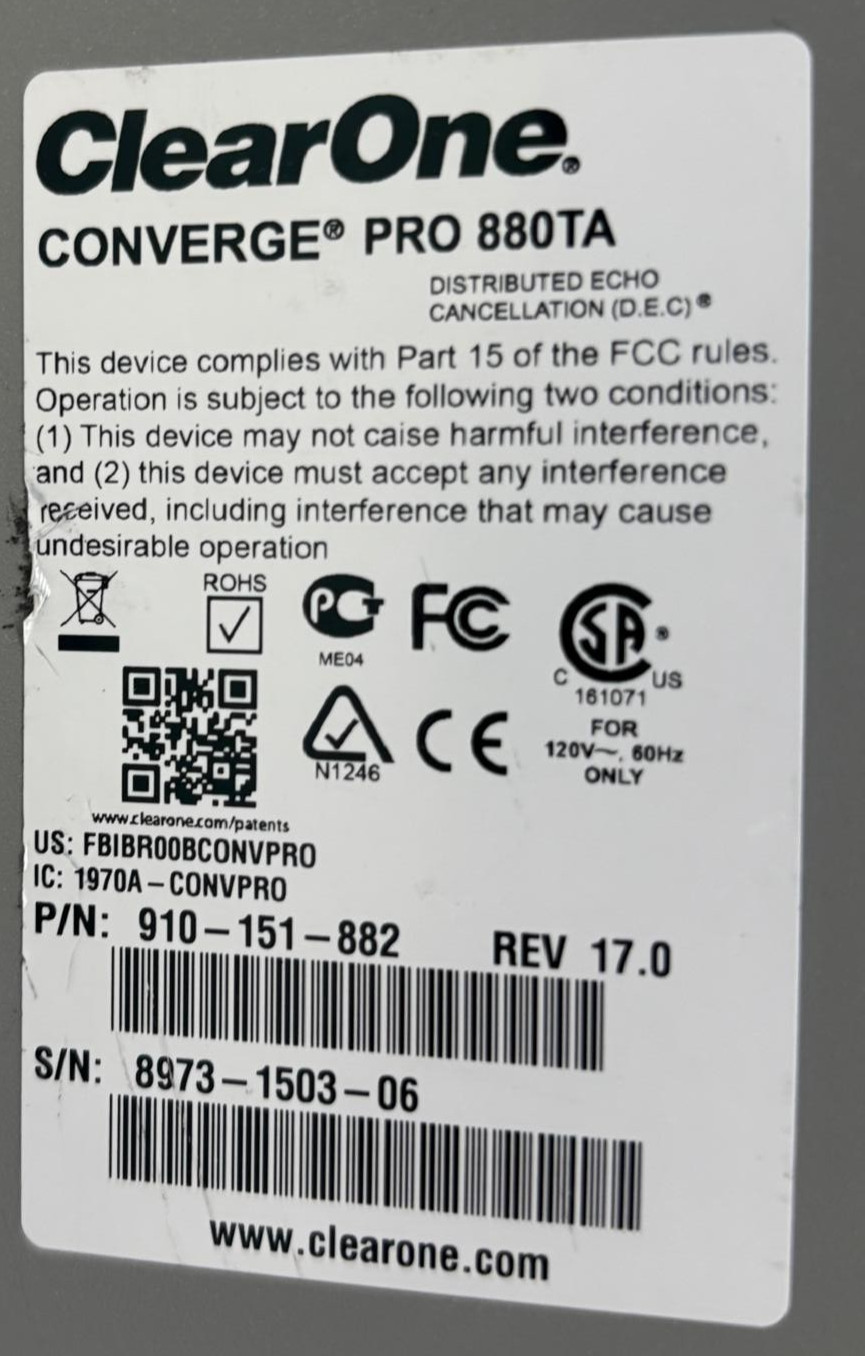 ClearOne®
CONVERGE® PRO 880TA
DISTRIBUTED ECHO
CANCELLATION (D.E.C)®
This device complies with Part 15 of the FCC rules.
Operation is subject to the following two conditions:
(1) This device may not caise harmful interference,
and (2) this device must accept any interference
received, including interference that may cause
undesirable operation
ROHS
PCT
ME04
FC
SA®
C US
161071
N1246
CE
FOR
120V~, 60Hz
ONLY
www.clearone.com/patents
US: FBIBR00BCONVPRO
IC: 1970A–CONVPRO
P/N: 910–151–882 REV 17.0
S/N: 8973–1503–06
www.clearone.com